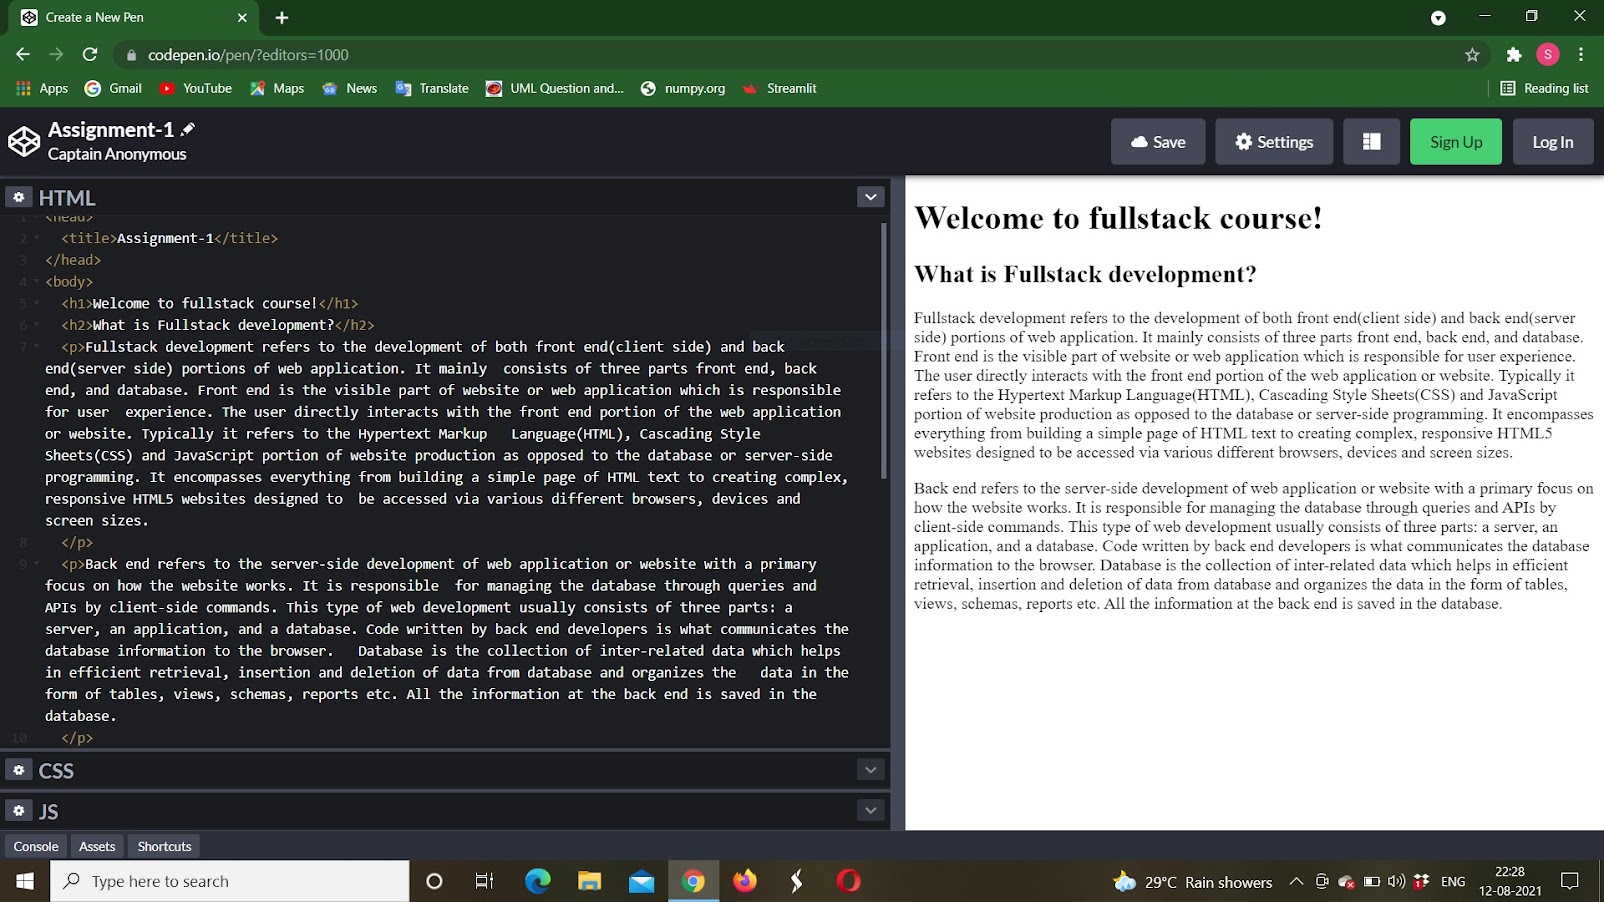 Create a New Pen
codepen.io/pen/?editors=1000
Apps Gmail YouTube Maps News Translate UML Question and... numpy.org Streamlit Reading list
Assignment-1
Captain Anonymous
Save Settings Sign Up Log In
HTML
1 <head>
2 <title>Assignment-1</title>
3 </head>
4 <body>
5 <h1>Welcome to fullstack course!</h1>
6 <h2>What is Fullstack development?</h2>
7 <p>Fullstack development refers to the development of both front end(client side) and back
end(server side) portions of web application. It mainly  consists of three parts front end, back
end, and database. Front end is the visible part of website or web application which is responsible
for user  experience. The user directly interacts with the front end portion of the web application
or website. Typically it refers to the Hypertext Markup   Language(HTML), Cascading Style
Sheets(CSS) and JavaScript portion of website production as opposed to the database or server-side
programming. It encompasses everything from building a simple page of HTML text to creating complex,
responsive HTML5 websites designed to  be accessed via various different browsers, devices and
screen sizes.
8 </p>
9 <p>Back end refers to the server-side development of web application or website with a primary
focus on how the website works. It is responsible  for managing the database through queries and
APIs by client-side commands. This type of web development usually consists of three parts: a
server, an application, and a database. Code written by back end developers is what communicates the
database information to the browser.   Database is the collection of inter-related data which helps
in efficient retrieval, insertion and deletion of data from database and organizes the   data in the
form of tables, views, schemas, reports etc. All the information at the back end is saved in the
database.
10 </p>
CSS
JS
Console Assets Shortcuts
Welcome to fullstack course!
What is Fullstack development?
Fullstack development refers to the development of both front end(client side) and back end(server
side) portions of web application. It mainly consists of three parts front end, back end, and database.
Front end is the visible part of website or web application which is responsible for user experience.
The user directly interacts with the front end portion of the web application or website. Typically it
refers to the Hypertext Markup Language(HTML), Cascading Style Sheets(CSS) and JavaScript
portion of website production as opposed to the database or server-side programming. It encompasses
everything from building a simple page of HTML text to creating complex, responsive HTML5
websites designed to be accessed via various different browsers, devices and screen sizes.
Back end refers to the server-side development of web application or website with a primary focus on
how the website works. It is responsible for managing the database through queries and APIs by
client-side commands. This type of web development usually consists of three parts: a server, an
application, and a database. Code written by back end developers is what communicates the database
information to the browser. Database is the collection of inter-related data which helps in efficient
retrieval, insertion and deletion of data from database and organizes the data in the form of tables,
views, schemas, reports etc. All the information at the back end is saved in the database.
Type here to search
29°C Rain showers
ENG
22:28
12-08-2021
S